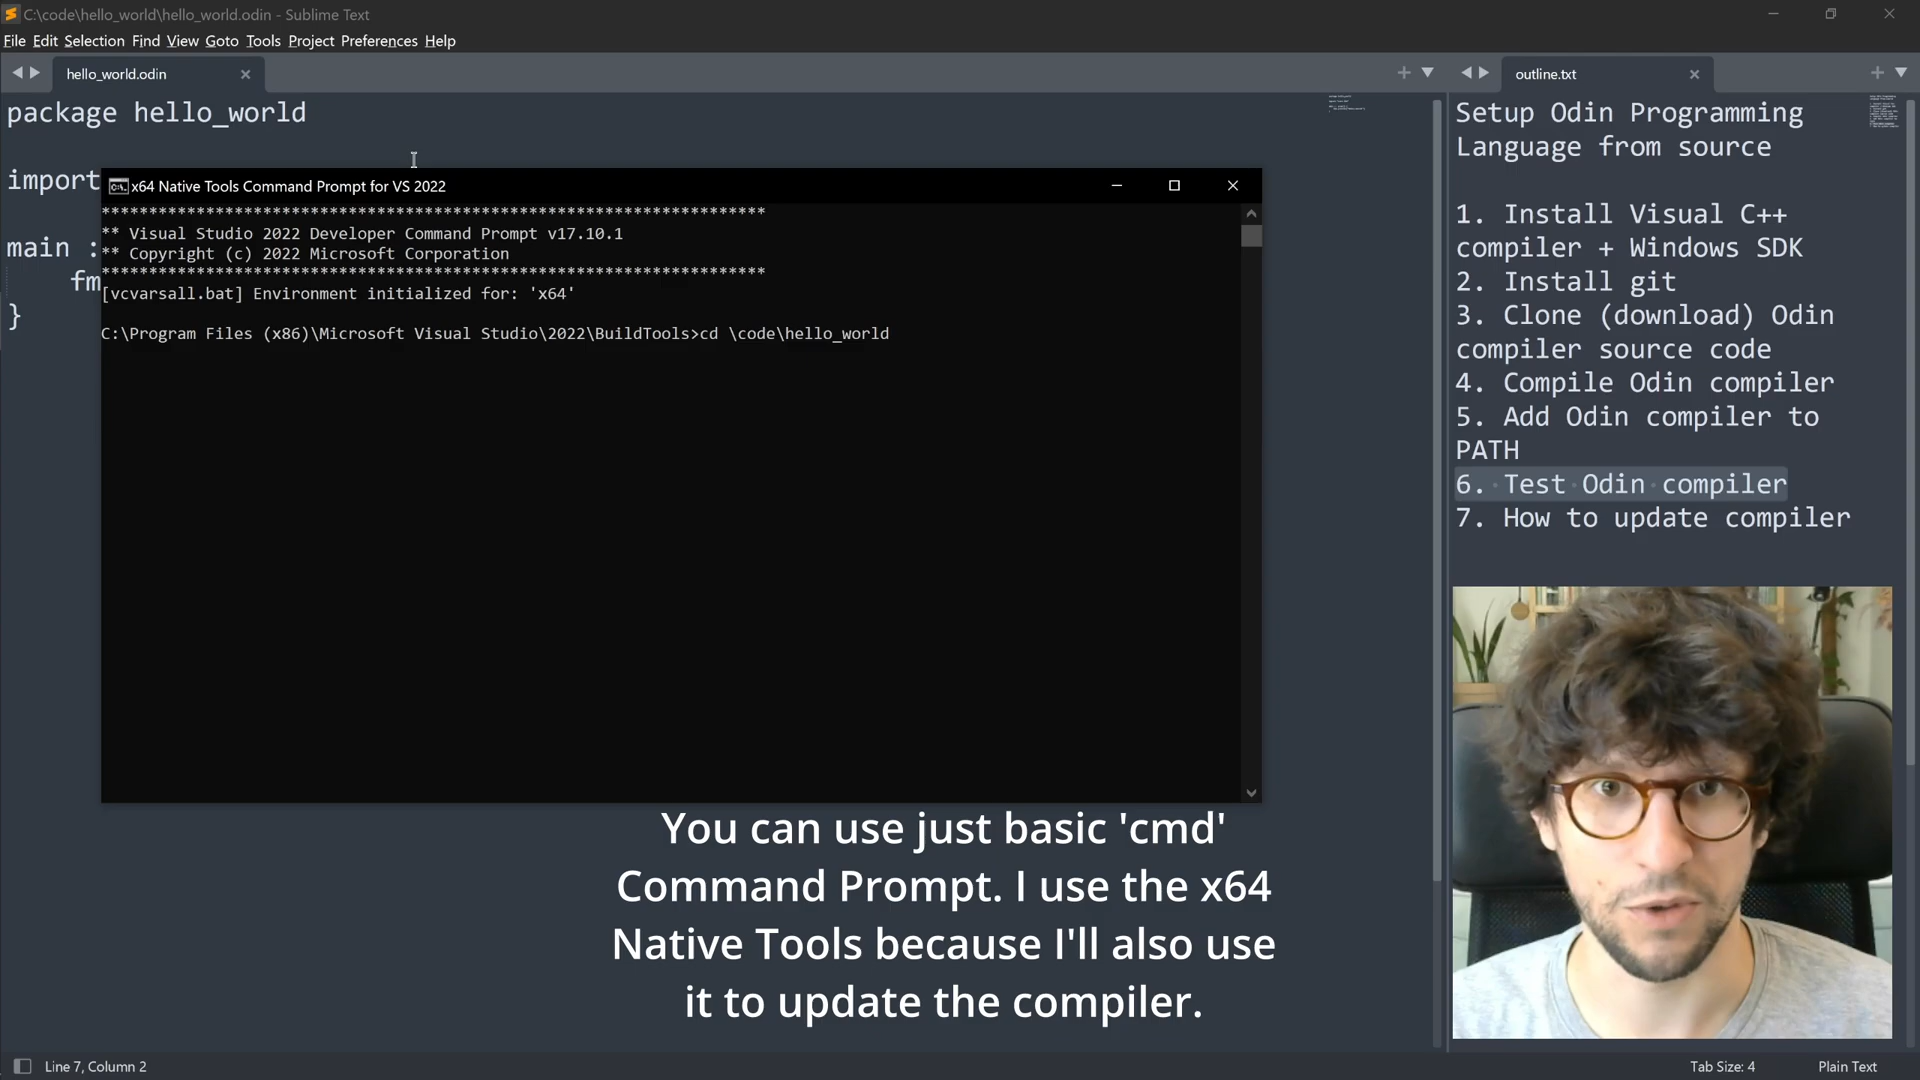 C:\code\hello_world\hello_world.odin - Sublime Text
File Edit Selection Find View Goto Tools Project Preferences Help
hello_world.odin
package hello_world
import
main :
fm
}
x64 Native Tools Command Prompt for VS 2022
**********************************************************************
** Visual Studio 2022 Developer Command Prompt v17.10.1
** Copyright (c) 2022 Microsoft Corporation
**********************************************************************
[vcvarsall.bat] Environment initialized for: 'x64'
C:\Program Files (x86)\Microsoft Visual Studio\2022\BuildTools>cd \code\hello_world
You can use just basic 'cmd'
Command Prompt. I use the x64
Native Tools because I'll also use
it to update the compiler.
outline.txt
Setup Odin Programming
Language from source
1. Install Visual C++
compiler + Windows SDK
2. Install git
3. Clone (download) Odin
compiler source code
4. Compile Odin compiler
5. Add Odin compiler to
PATH
6. Test Odin compiler
7. How to update compiler
Line 7, Column 2
Tab Size: 4
Plain Text